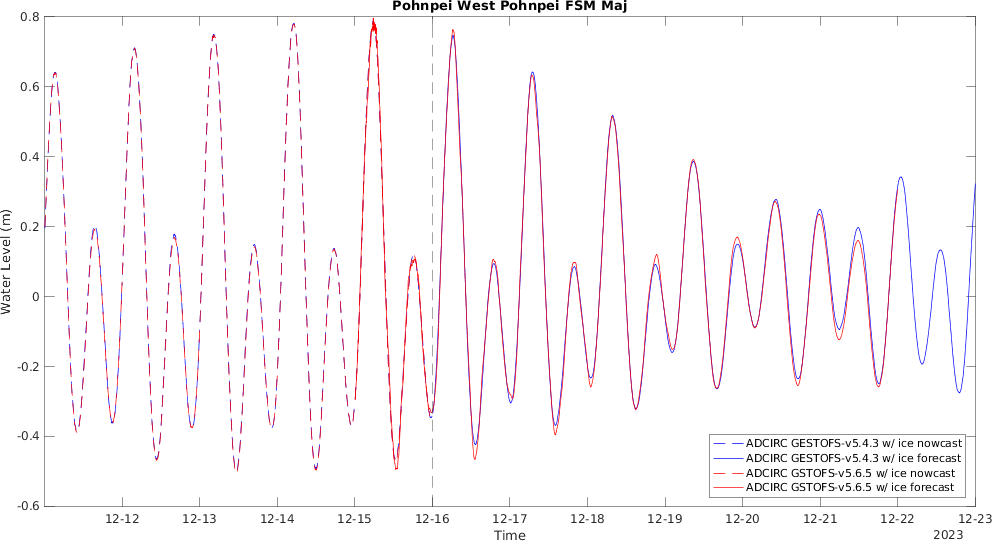 Pohnpei West Pohnpei FSM Maj
Water Level (m)
0.8
0.6
0.4
0.2
0
-0.2
-0.4
-0.6
ADCIRC GESTOFS-v5.4.3 w/ ice nowcast
ADCIRC GESTOFS-v5.4.3 w/ ice forecast
ADCIRC GSTOFS-v5.6.5 w/ ice nowcast
ADCIRC GSTOFS-v5.6.5 w/ ice forecast
12-12 12-13 12-14 12-15 12-16 12-17 12-18 12-19 12-20 12-21 12-22 12-23
Time
2023